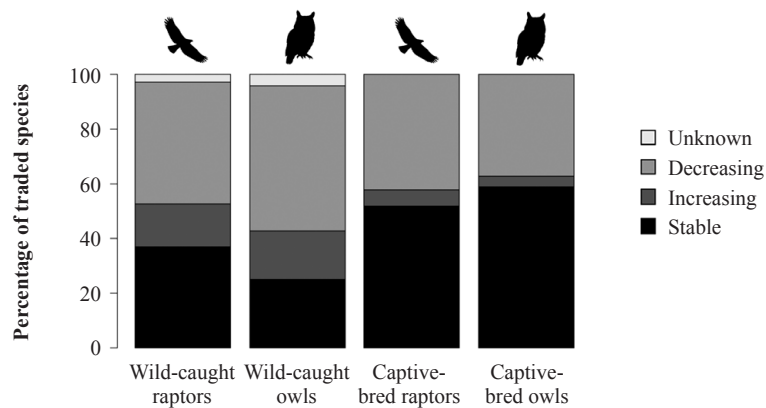 Percentage of traded species
100
80
60
40
20
0
Wild-caught
raptors
Wild-caught
owls
Captive-
bred raptors
Captive-
bred owls
Unknown
Decreasing
Increasing
Stable